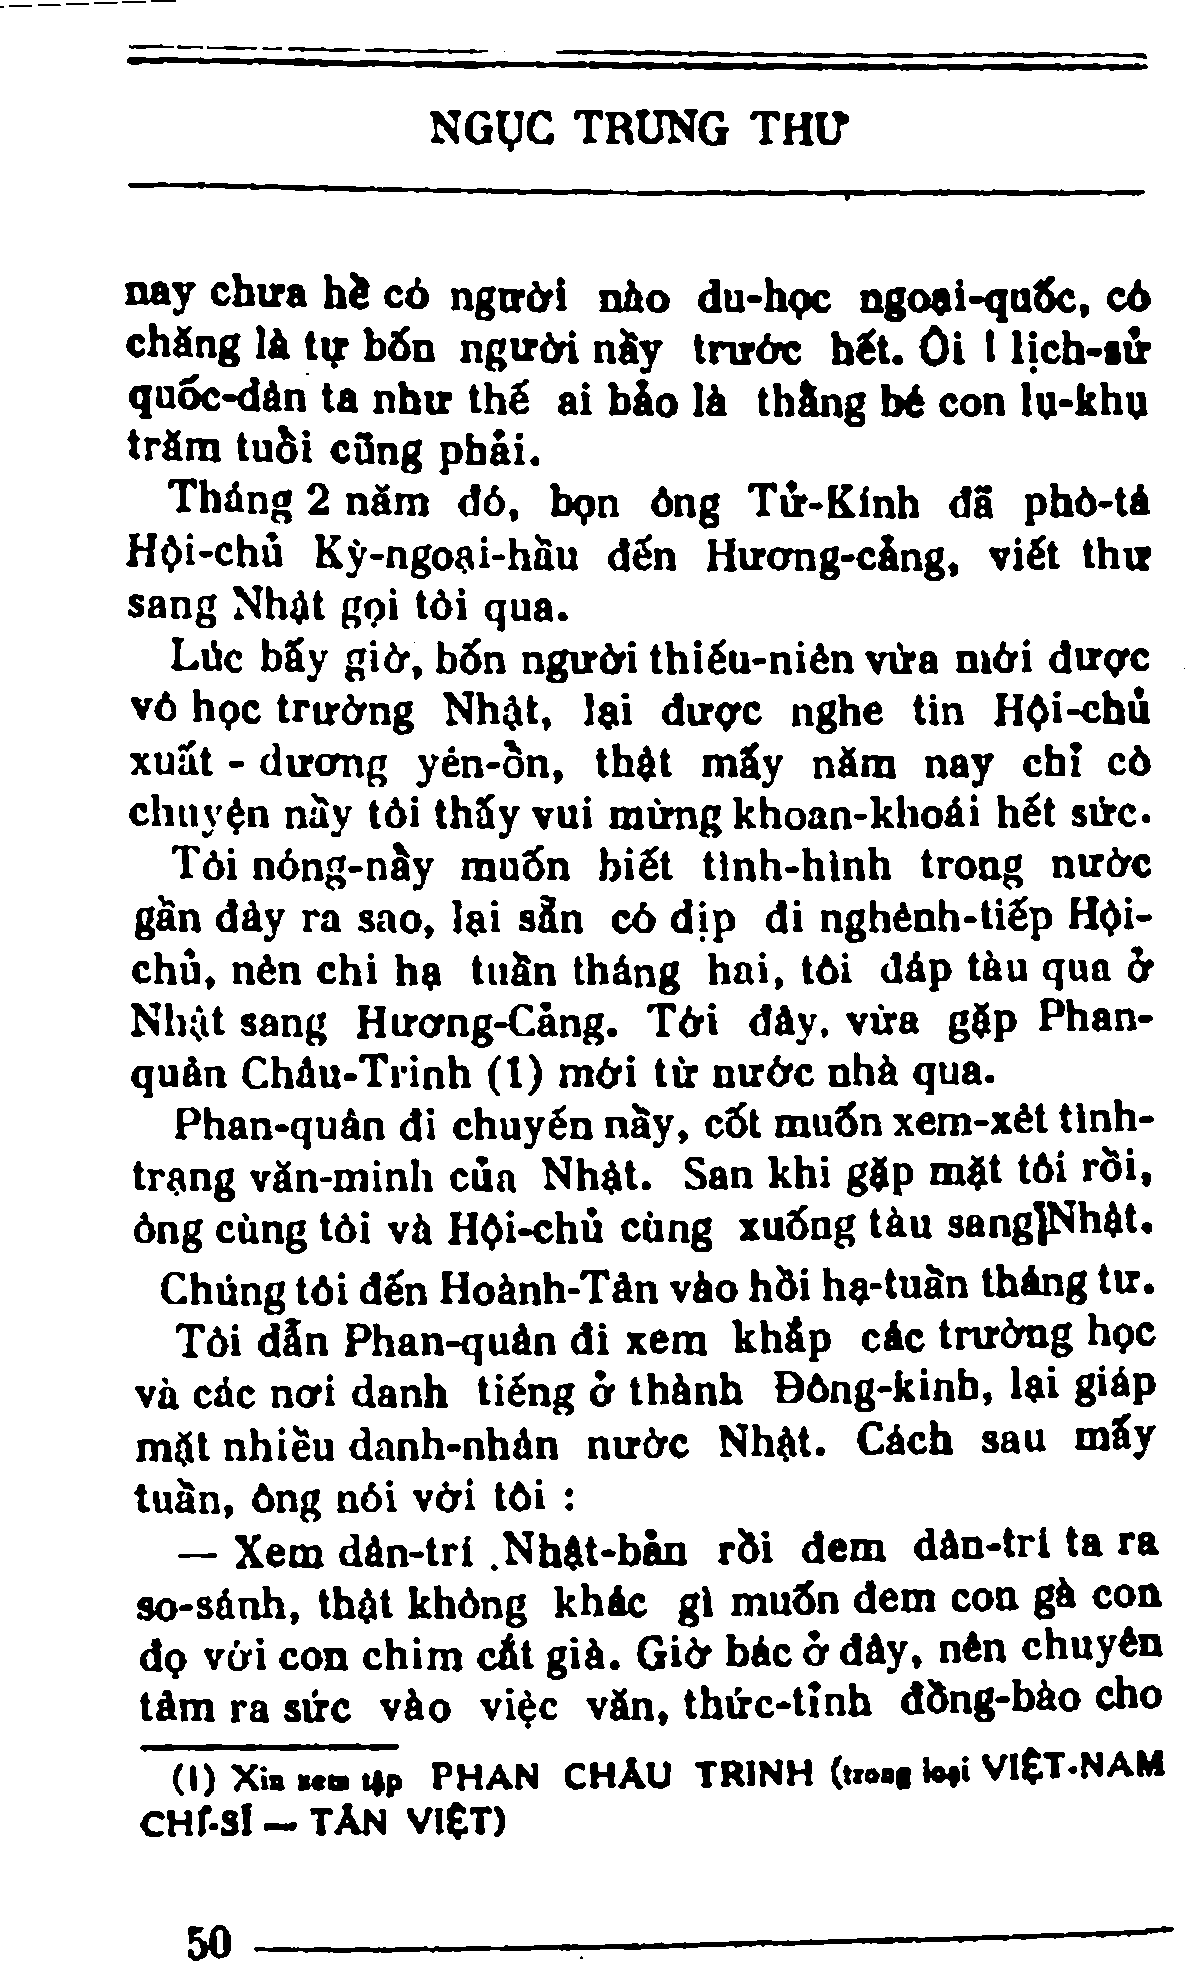 NGỤC TRUNG THƯ
nay chưa hề có người nào du-học ngoại-quốc, có
chăng là tự bốn người nầy trước hết. Ôi ! lịch-sử
quốc-dân ta như thế ai bảo là thằng bé con lụ-khụ
trăm tuổi cũng phải.
Tháng 2 năm đó, bọn ông Tử-Kính đã phò-tá
Hội-chủ Kỳ-ngoại-hầu đến Hương-cảng, viết thư
sang Nhật gọi tôi qua.
Lúc bấy giờ, bốn người thiếu-niên vừa mới được
vô học trường Nhật, lại được nghe tin Hội-chủ
xuất - dương yên-ổn, thật mấy năm nay chỉ có
chuyện nầy tôi thấy vui mừng khoan-khoái hết sức.
Tôi nóng-nầy muốn biết tình-hình trong nước
gần đây ra sao, lại sẵn có dịp đi nghênh-tiếp Hội-
chủ, nên chi hạ tuần tháng hai, tôi đáp tàu qua ở
Nhật sang Hương-Cảng. Tới đây, vừa gặp Phan-
quân Châu-Trinh (1) mới từ nước nhà qua.
Phan-quân đi chuyến nầy, cốt muốn xem-xét tình-
trạng văn-minh của Nhật. San khi gặp mặt tôi rồi,
ông cùng tôi và Hội-chủ cùng xuống tàu sang Nhật.
Chúng tôi đến Hoành-Tân vào hồi hạ-tuần tháng tư.
Tôi dẫn Phan-quân đi xem khắp các trường học
và các nơi danh tiếng ở thành Đông-kinh, lại giáp
mặt nhiều danh-nhân nước Nhật. Cách sau mấy
tuần, ông nói với tôi :
— Xem dân-trí Nhật-bản rồi đem dân-trí ta ra
so-sánh, thật không khác gì muốn đem con gà con
đọ với con chim cắt già. Giờ bác ở đây, nên chuyên
tâm ra sức vào việc văn, thức-tỉnh đồng-bào cho
(1) Xin xem tập PHAN CHÂU TRINH (trong loại VIỆT-NAM
CHÍ-SĨ — TÂN VIỆT)
50